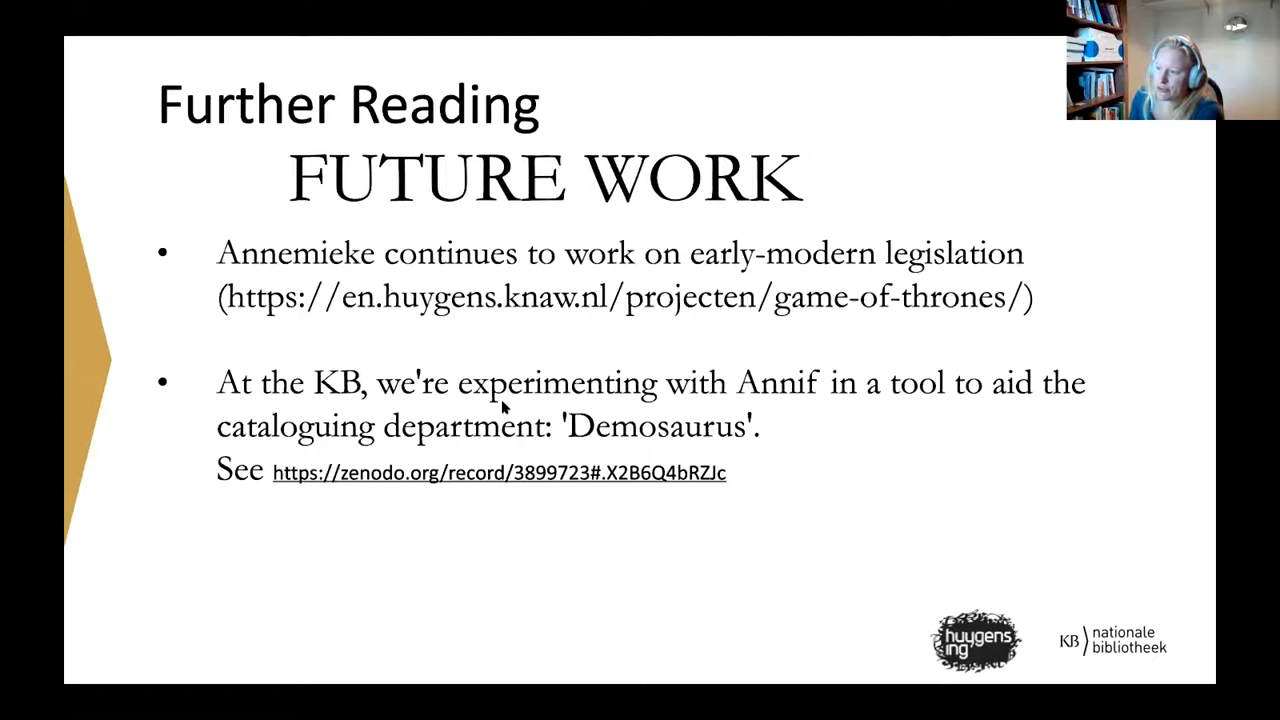 Further Reading
FUTURE WORK
• Annemieke continues to work on early-modern legislation
(https://en.huygens.knaw.nl/projecten/game-of-thrones/)
• At the KB, we're experimenting with Annif in a tool to aid the
cataloguing department: 'Demosaurus'.
See https://zenodo.org/record/3899723#.X2B6Q4bRZJc
huygens
ing
KB nationale
bibliotheek